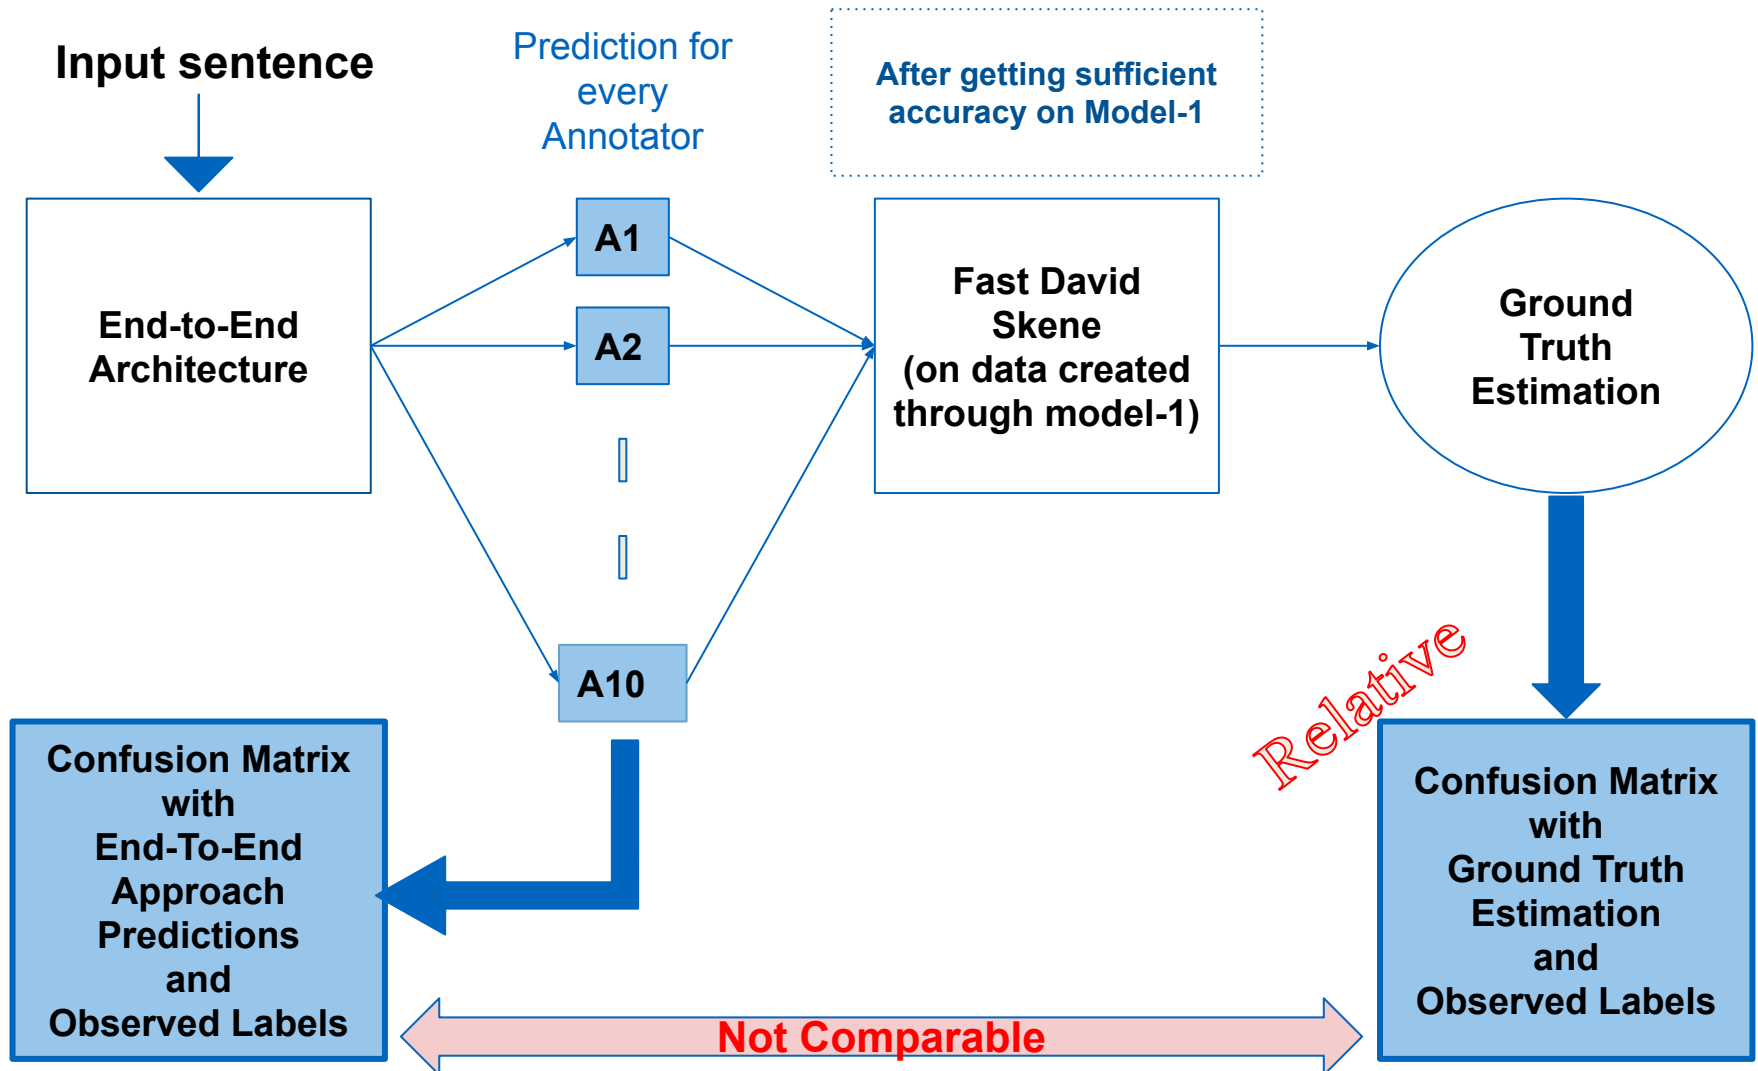 Input sentence
Prediction for
every
Annotator
After getting sufficient
accuracy on Model-1
End-to-End
Architecture
A1
A2
A10
Fast David
Skene
(on data created
through model-1)
Ground
Truth
Estimation
Relative
Confusion Matrix
with
End-To-End
Approach
Predictions
and
Observed Labels
Confusion Matrix
with
Ground Truth
Estimation
and
Observed Labels
Not Comparable